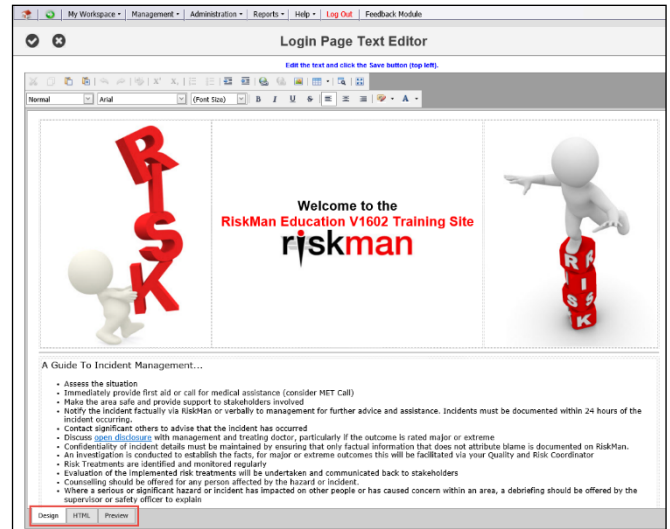 My Workspace Management Administration Reports Help Log Out Feedback Module
Login Page Text Editor
Edit the text and click the Save button (top left).
Normal Arial (Font Size) B I U S A
RISK
Welcome to the
RiskMan Education V1602 Training Site
riskman
R R
I I
S S
K
A Guide To Incident Management...
• Assess the situation
• Immediately provide first aid or call for medical assistance (consider MET Call)
• Make the area safe and provide support to stakeholders involved
• Notify the incident factually via RiskMan or verbally to management for further advice and assistance. Incidents must be documented within 24 hours of the
incident occurring.
• Contact significant others to advise that the incident has occurred
• Discuss open disclosure with management and treating doctor, particularly if the outcome is rated major or extreme
• Confidentiality of incident details must be maintained by ensuring that only factual information that does not attribute blame is documented on RiskMan.
• An investigation is conducted to establish the facts, for major or extreme outcomes this will be facilitated via your Quality and Risk Coordinator
• Risk Treatments are identified and monitored regularly
• Evaluation of the implemented risk treatments will be undertaken and communicated back to stakeholders
• Counselling should be offered for any person affected by the hazard or incident.
• Where a serious or significant hazard or incident has impacted on other people or has caused concern within an area, a debriefing should be offered by the
supervisor or safety officer to explain
Design HTML Preview